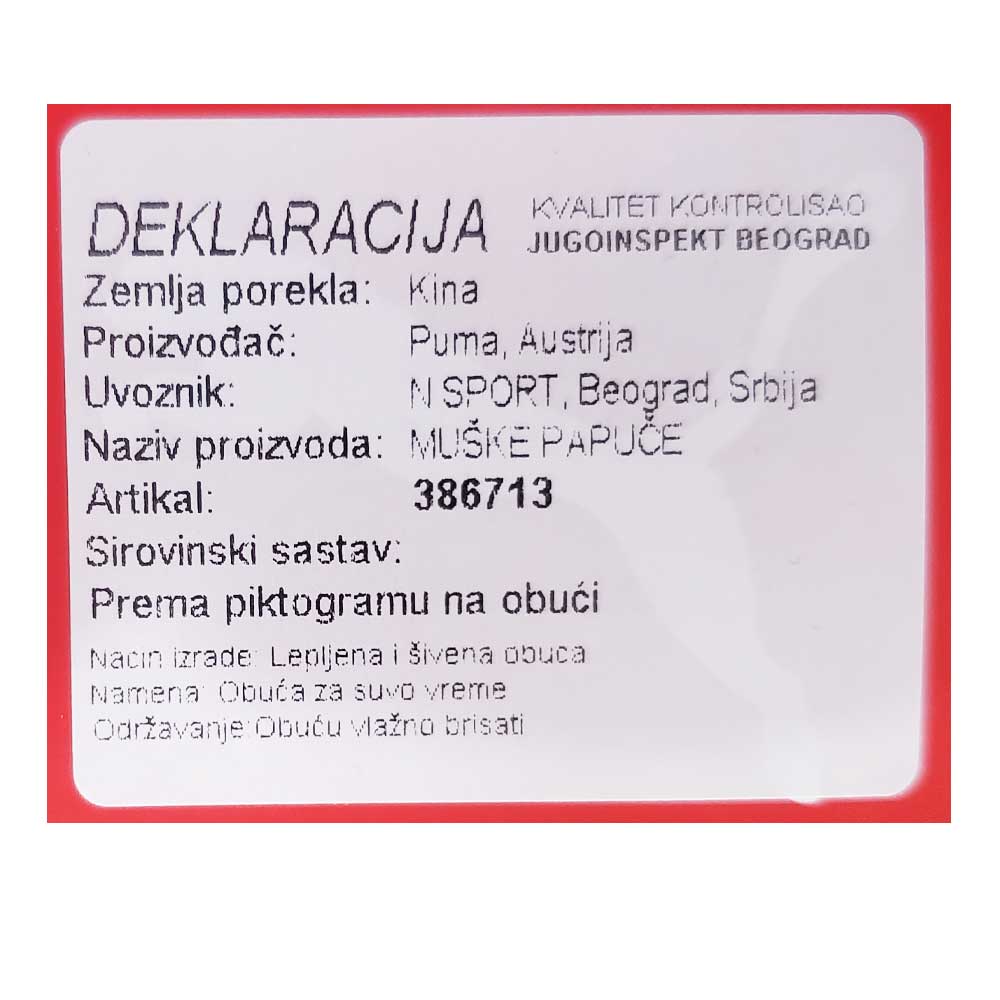 DEKLARACIJA
KVALITET KONTROLISAO
JUGOINSPEKT BEOGRAD
Zemlja porekla: Kina
Proizvođač: Puma, Austrija
Uvoznik: N SPORT, Beograd, Srbija
Naziv proizvoda: MUŠKE PAPUČE
Artikal: 386713
Sirovinski sastav:
Prema piktogramu na obući
Nacin izrade: Lepljena i šivena obuca
Namena: Obuća za suvo vreme
Održavanje: Obuću vlažno brisati